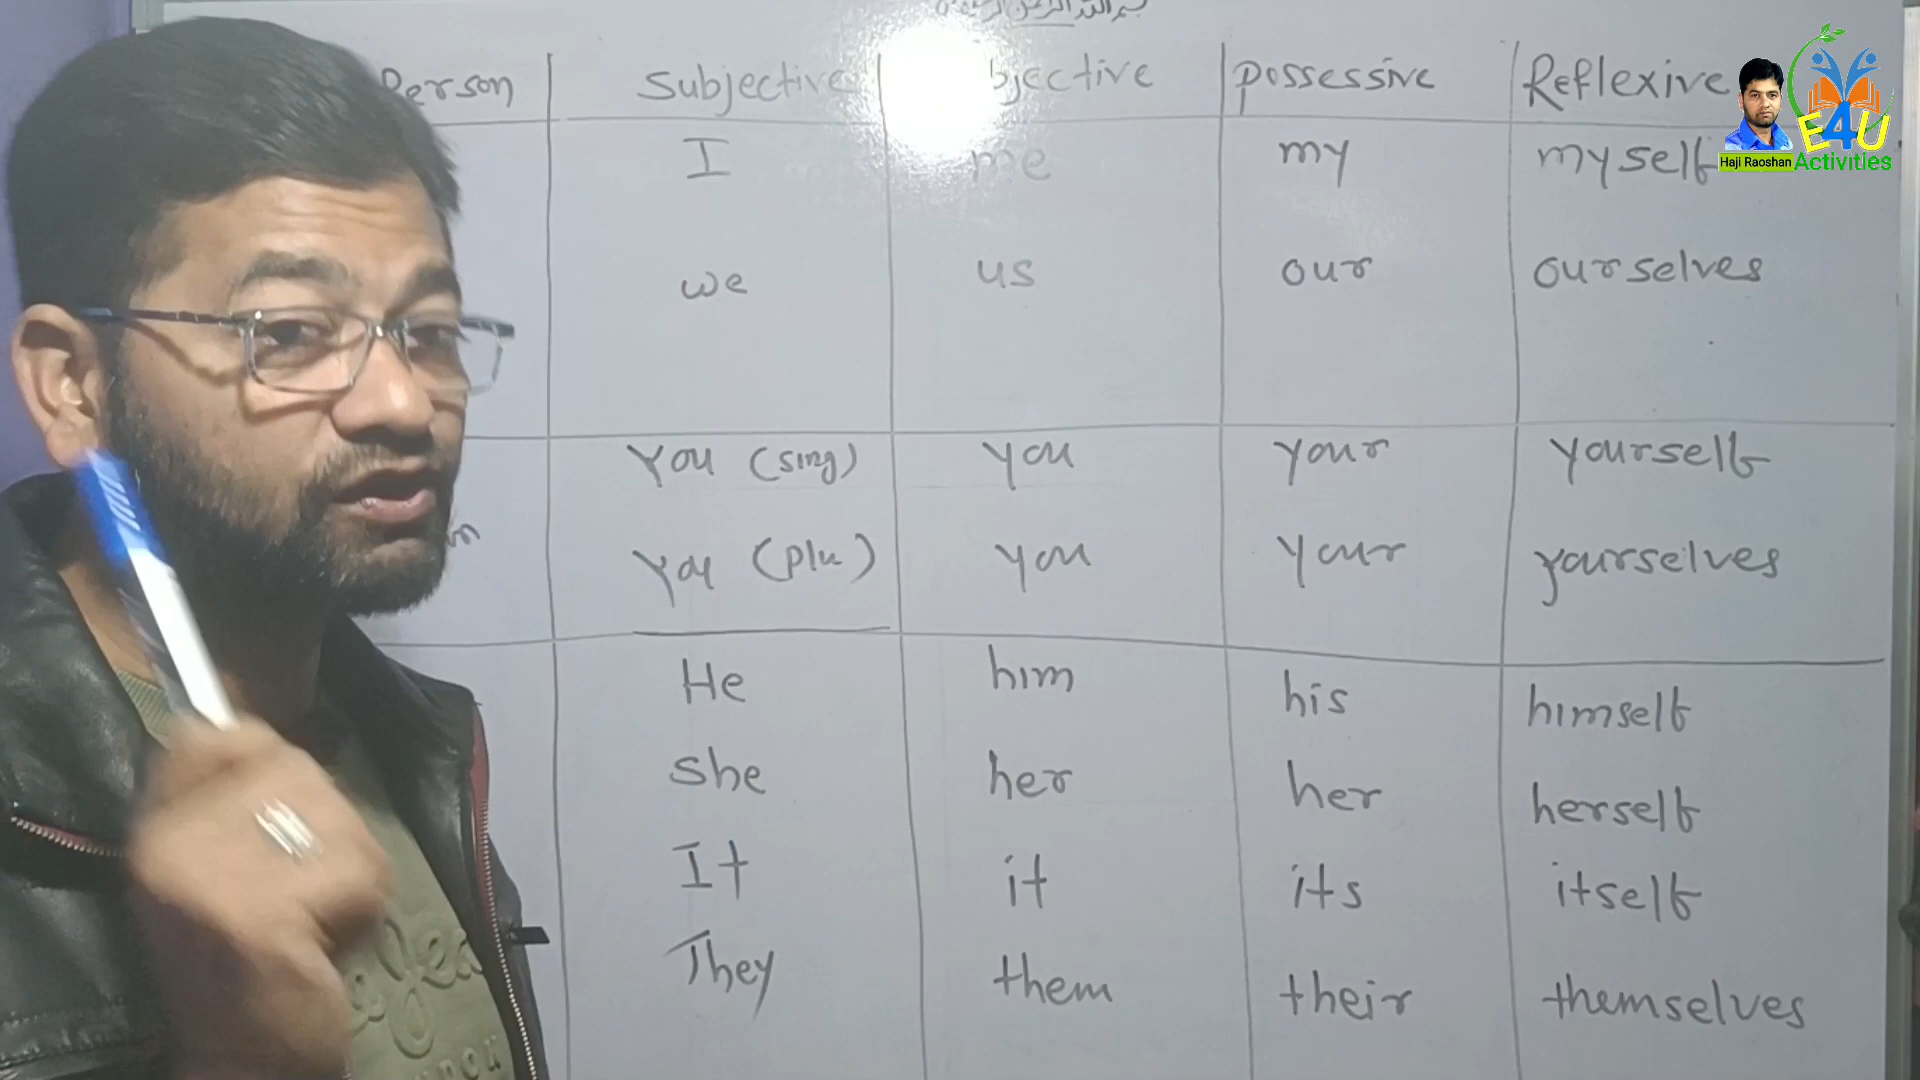 Person Subjective bjective Possessive Reflexive
I me my myself
we us our ourselves
You (sing) you your yourself
You (plu) you your yourselves
He him his himself
She her her herself
It it its itself
They them their themselves
Haji Raoshan
E4U
Activities